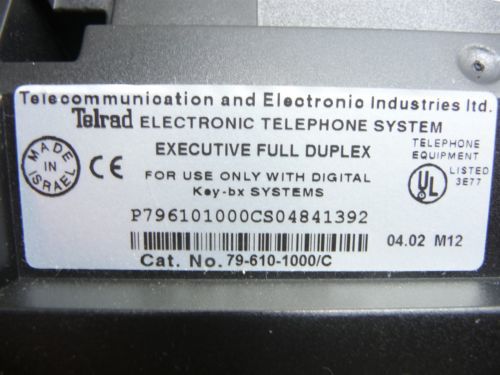 Telecommunication and Electronic Industries ltd.
Telrad ELECTRONIC TELEPHONE SYSTEM
EXECUTIVE FULL DUPLEX
FOR USE ONLY WITH DIGITAL
Key-bx SYSTEMS
MADE
IN
ISRAEL
CE
TELEPHONE
EQUIPMENT
UL
LISTED
3E77
P796101000CS04841392
04.02 M12
Cat. No. 79-610-1000/C